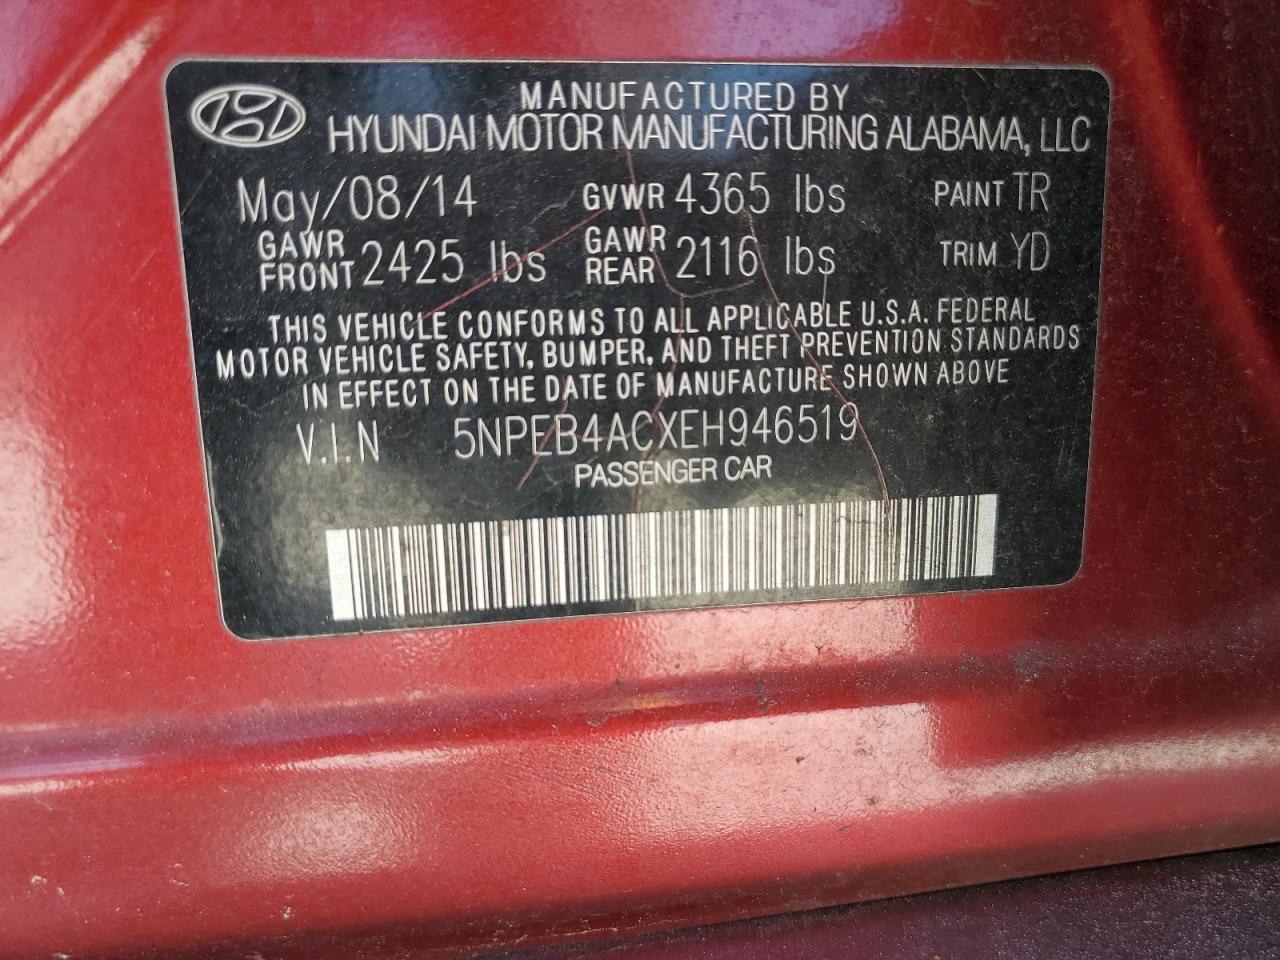 MANUFACTURED BY
HYUNDAI MOTOR MANUFACTURING ALABAMA, LLC
May/08/14 GVWR 4365 lbs PAINT TR
GAWR FRONT 2425 lbs GAWR REAR 2116 lbs TRIM YD
THIS VEHICLE CONFORMS TO ALL APPLICABLE U.S.A. FEDERAL
MOTOR VEHICLE SAFETY, BUMPER, AND THEFT PREVENTION STANDARDS
IN EFFECT ON THE DATE OF MANUFACTURE SHOWN ABOVE
V.I.N 5NPEB4ACXEH946519
PASSENGER CAR